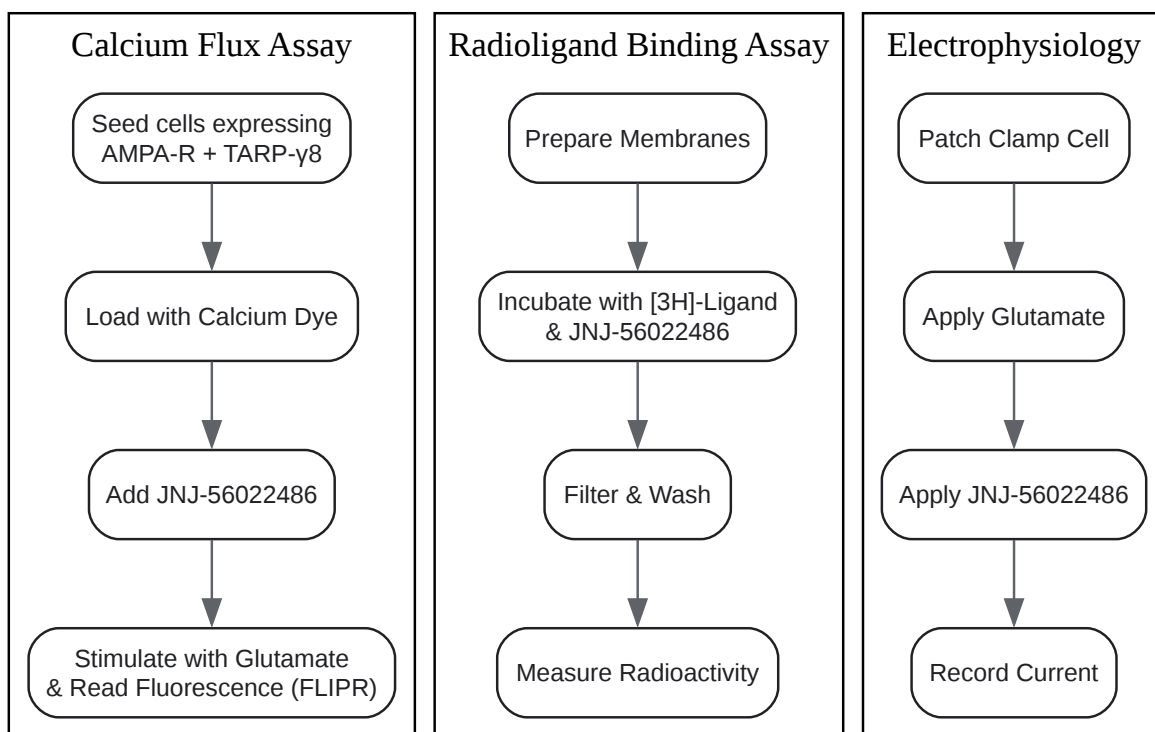 Calcium Flux Assay
Seed cells expressing
AMPA-R + TARP-γ8
Load with Calcium Dye
Add JNJ-56022486
Stimulate with Glutamate
& Read Fluorescence (FLIPR)
Radioligand Binding Assay
Prepare Membranes
Incubate with [3H]-Ligand
& JNJ-56022486
Filter & Wash
Measure Radioactivity
Electrophysiology
Patch Clamp Cell
Apply Glutamate
Apply JNJ-56022486
Record Current